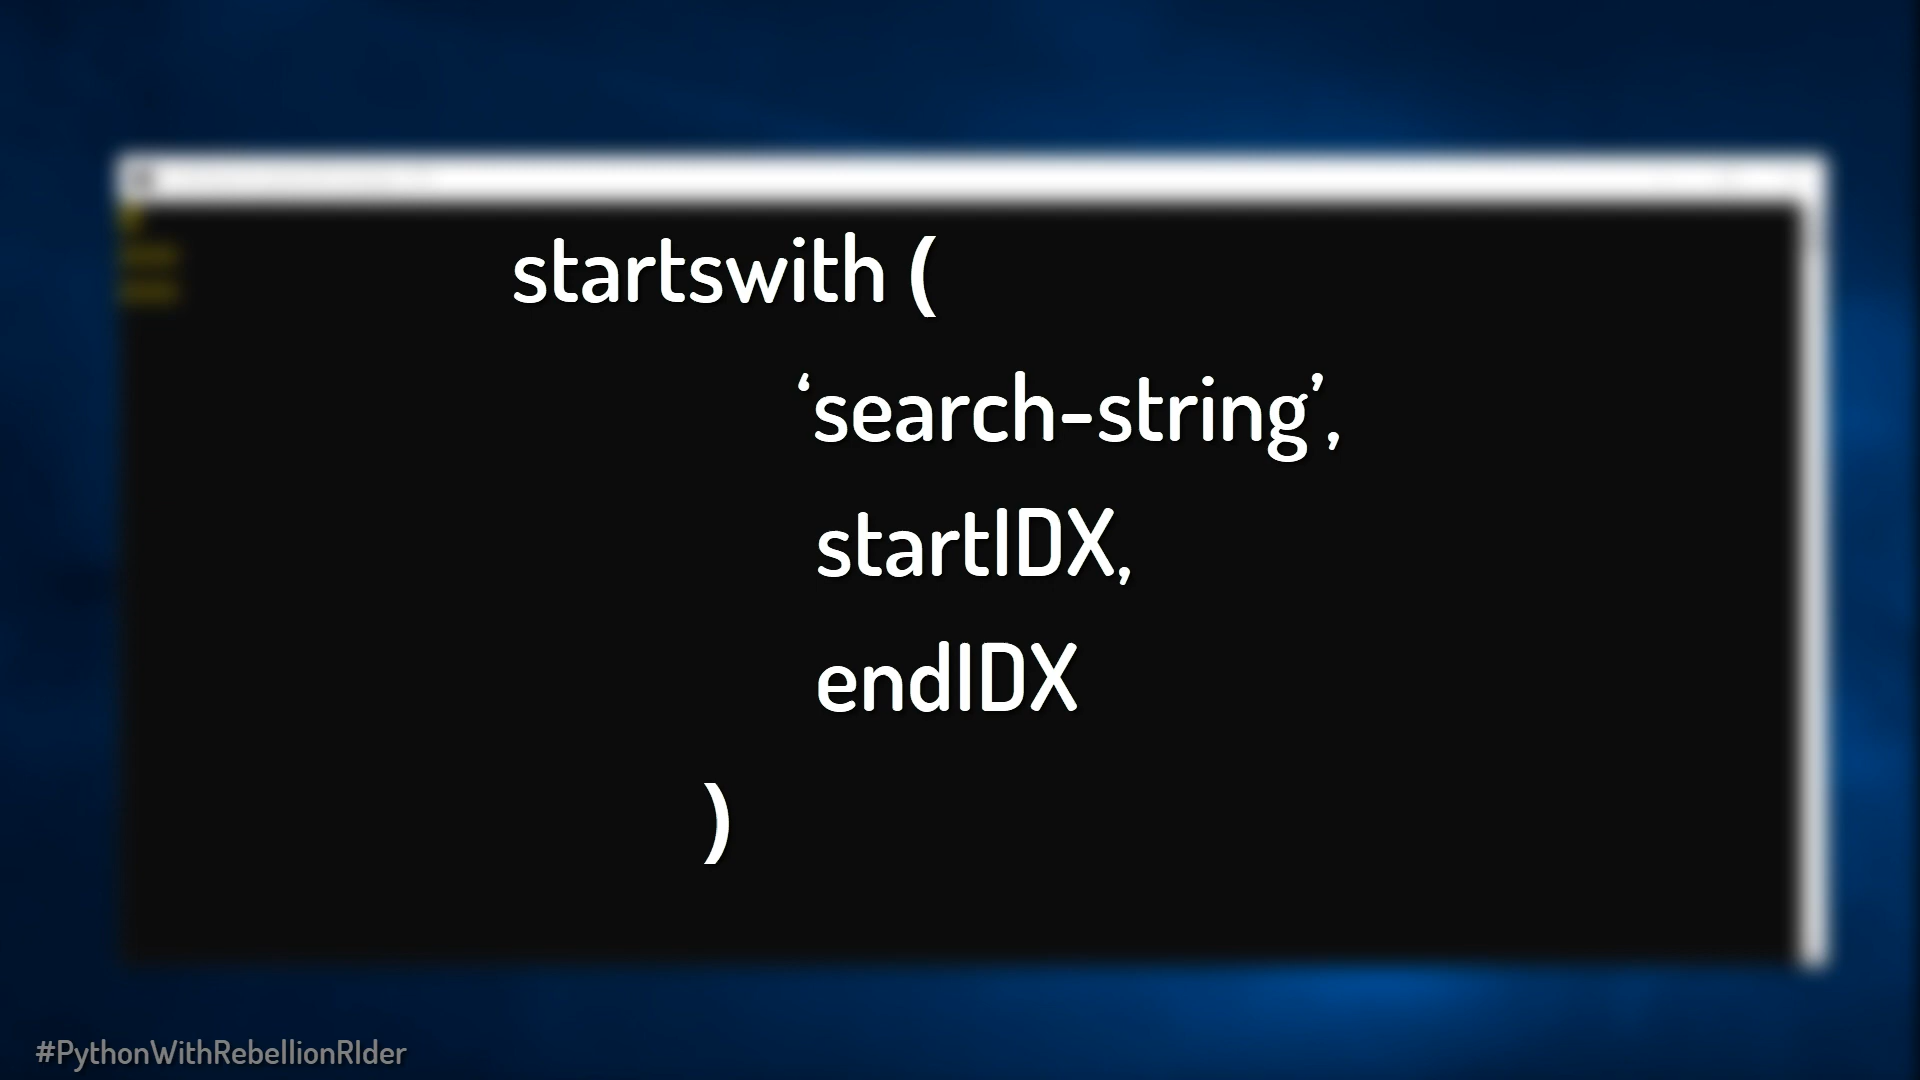 startswith (
‘search-string’,
startIDX,
endIDX
)
#PythonWithRebellionRIder